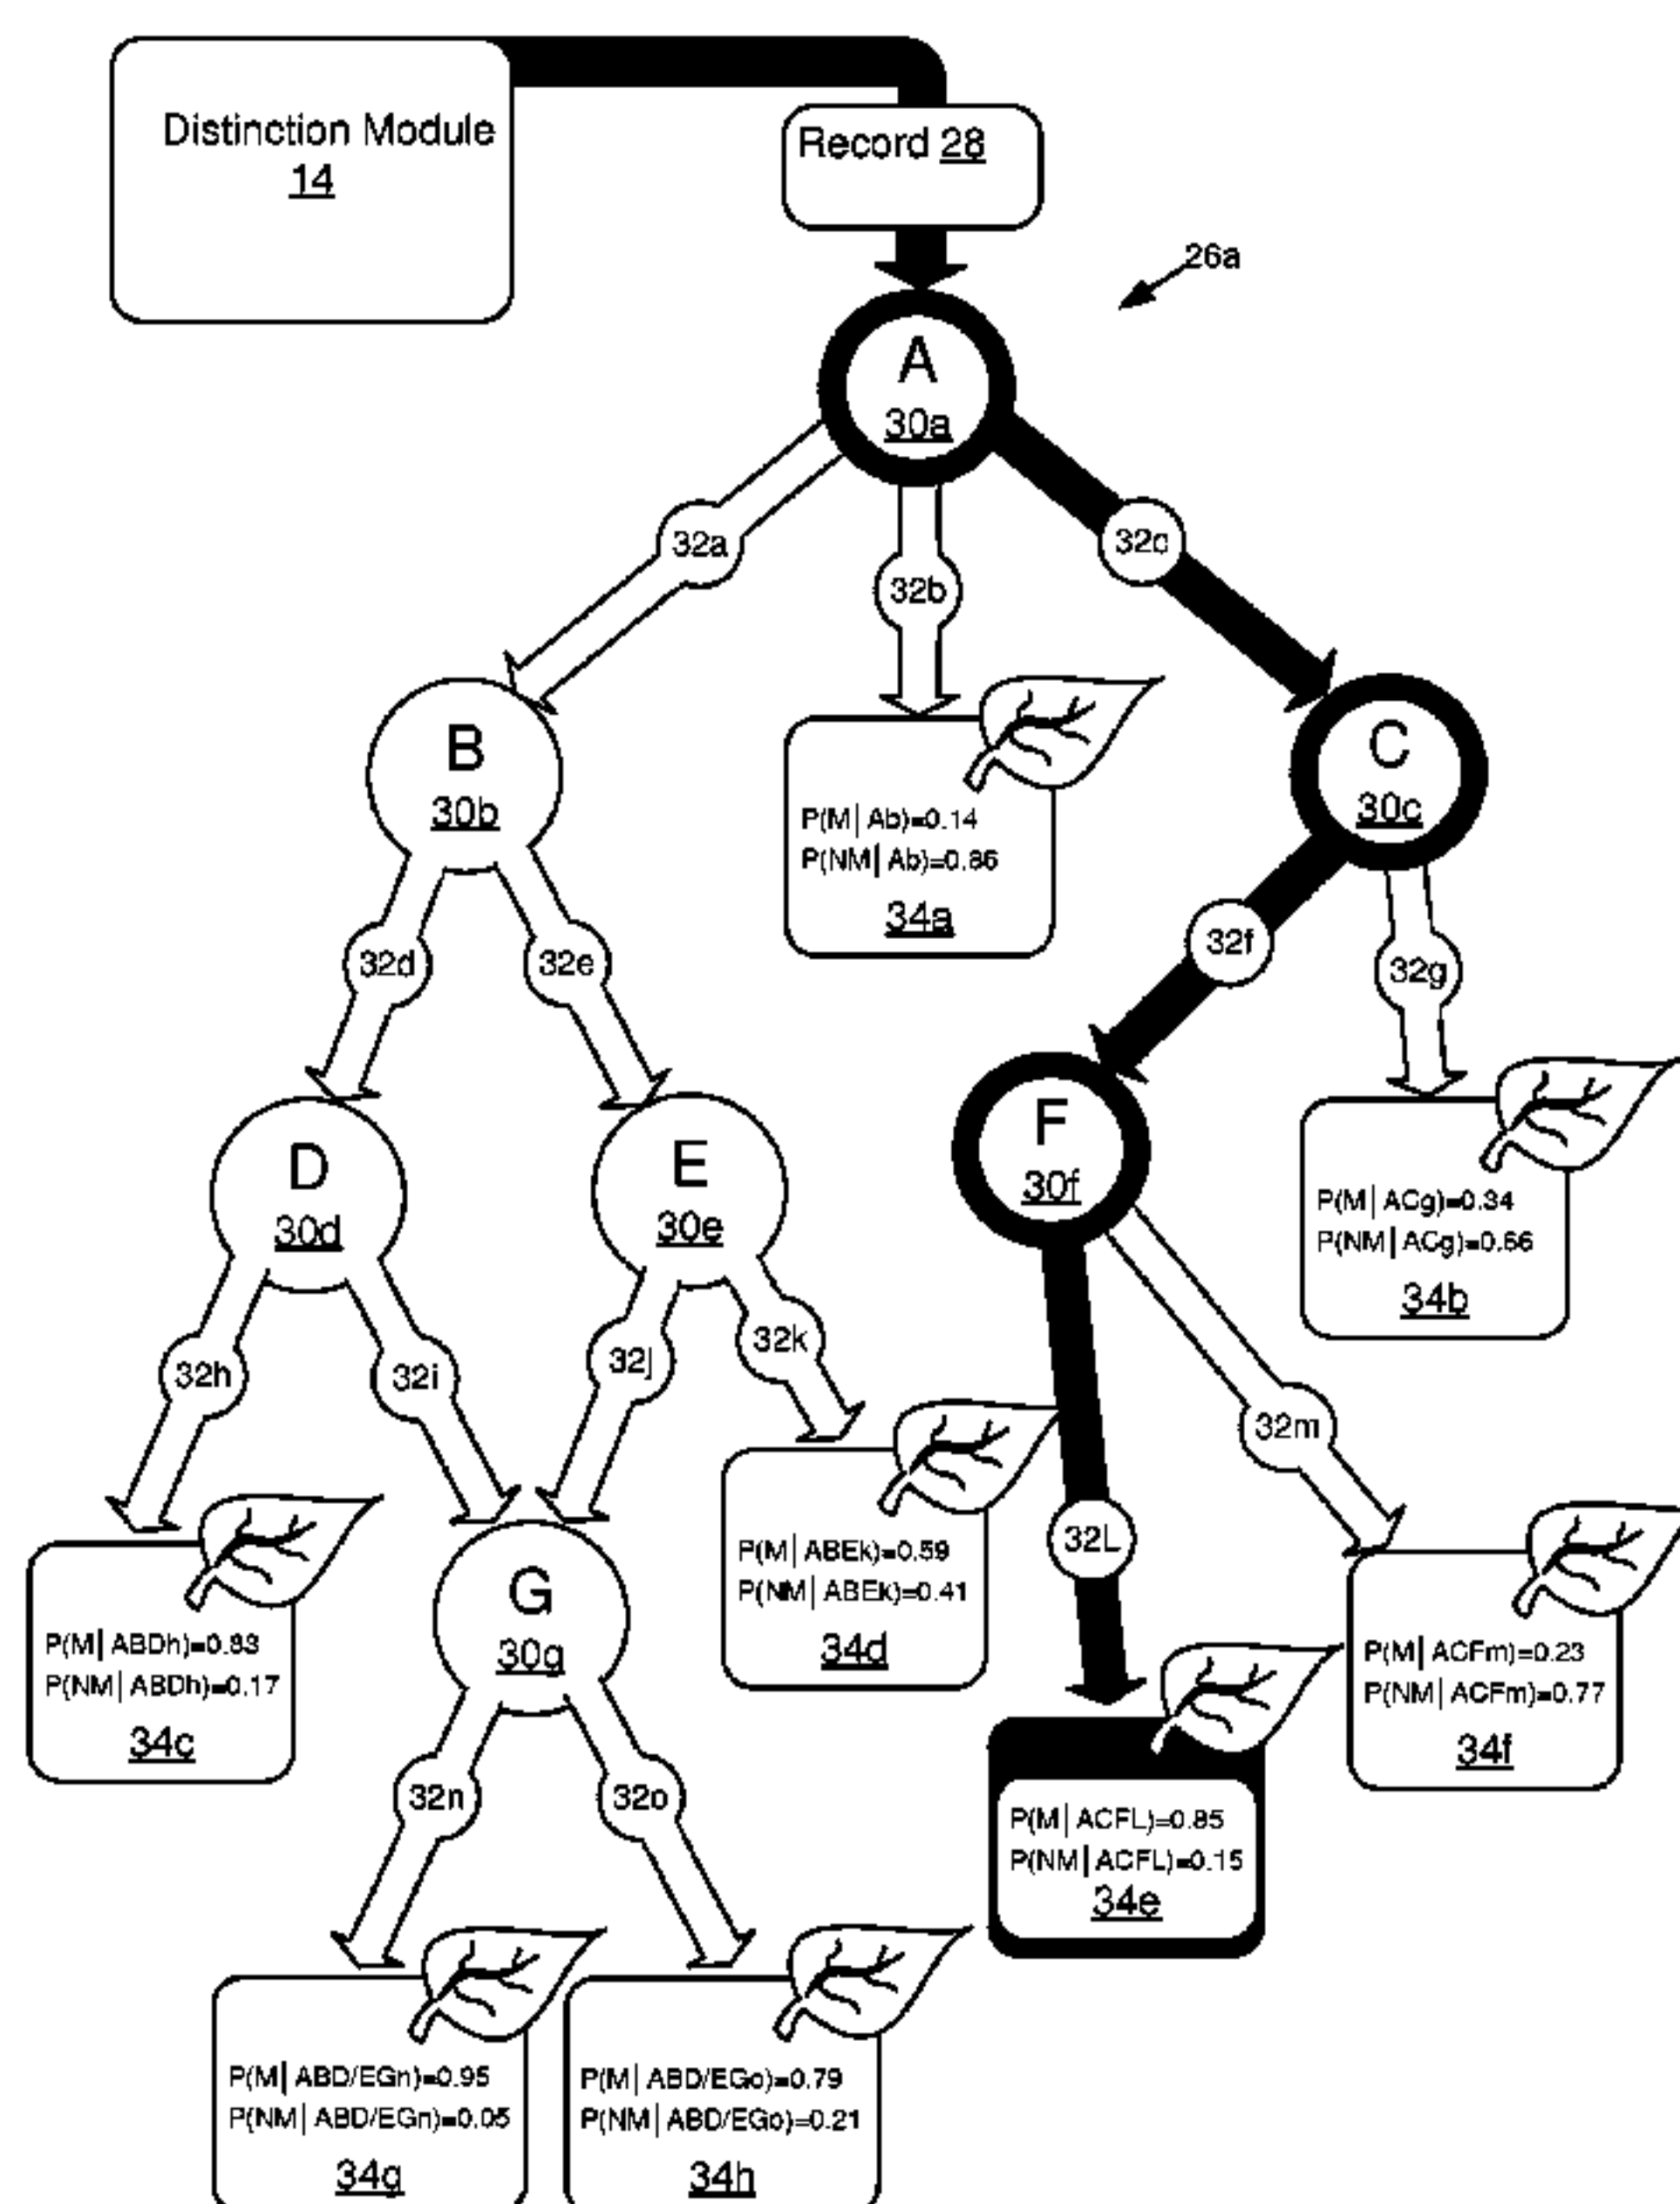 Distinction Module
14
Record 28
26a
A
30a
32a
32b
32c
B
30b
P(M|Ab)=0.14
P(NM|Ab)=0.86
34a
C
30c
32d
32e
32f
32g
D
30d
E
30e
F
30f
P(M|ACg)=0.34
P(NM|ACg)=0.66
34b
32h
32i
32j
32k
32L
32m
P(M|ABDh)=0.83
P(NM|ABDh)=0.17
34c
G
30g
P(M|ABEk)=0.59
P(NM|ABEk)=0.41
34d
P(M|ACFm)=0.23
P(NM|ACFm)=0.77
34f
32n
32o
P(M|ACFL)=0.85
P(NM|ACFL)=0.15
34e
P(M|ABD/EGn)=0.95
P(NM|ABD/EGn)=0.05
34g
P(M|ABD/EGo)=0.79
P(NM|ABD/EGo)=0.21
34h